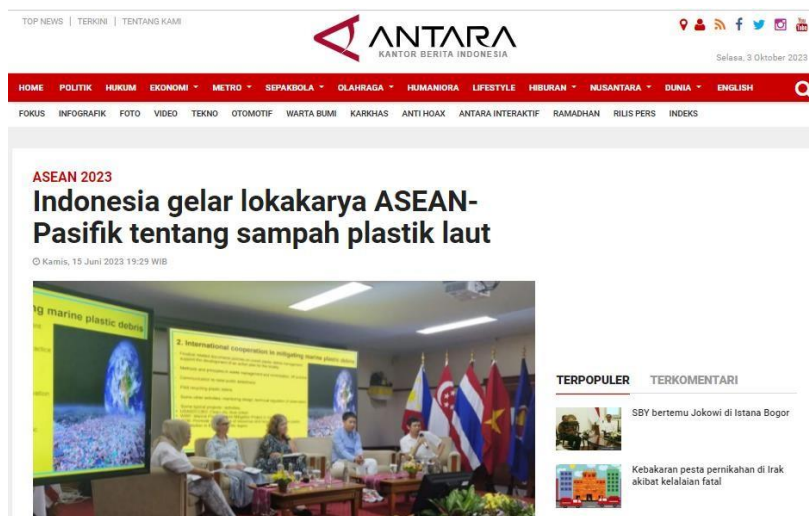 TOP NEWS | TERKINI | TENTANG KAMI
ANTARA
KANTOR BERITA INDONESIA
Selasa, 3 Oktober 2023
HOME POLITIK HUKUM EKONOMI METRO SEPAKBOLA OLAHRAGA HUMANIORA LIFESTYLE HIBURAN NUSANTARA DUNIA ENGLISH
FOKUS INFOGRAFIK FOTO VIDEO TEKNO OTOMOTIF WARTA BUMI KARKHAS ANTI HOAX ANTARA INTERAKTIF RAMADHAN RILIS PERS INDEKS
ASEAN 2023
Indonesia gelar lokakarya ASEAN-
Pasifik tentang sampah plastik laut
Kamis, 15 Juni 2023 19:29 WIB
marine plastic debris
2. International cooperation in mitigating marine plastic debris
TERPOPULER TERKOMENTARI
SBY bertemu Jokowi di Istana Bogor
Kebakaran pesta pernikahan di Irak
akibat kelalaian fatal